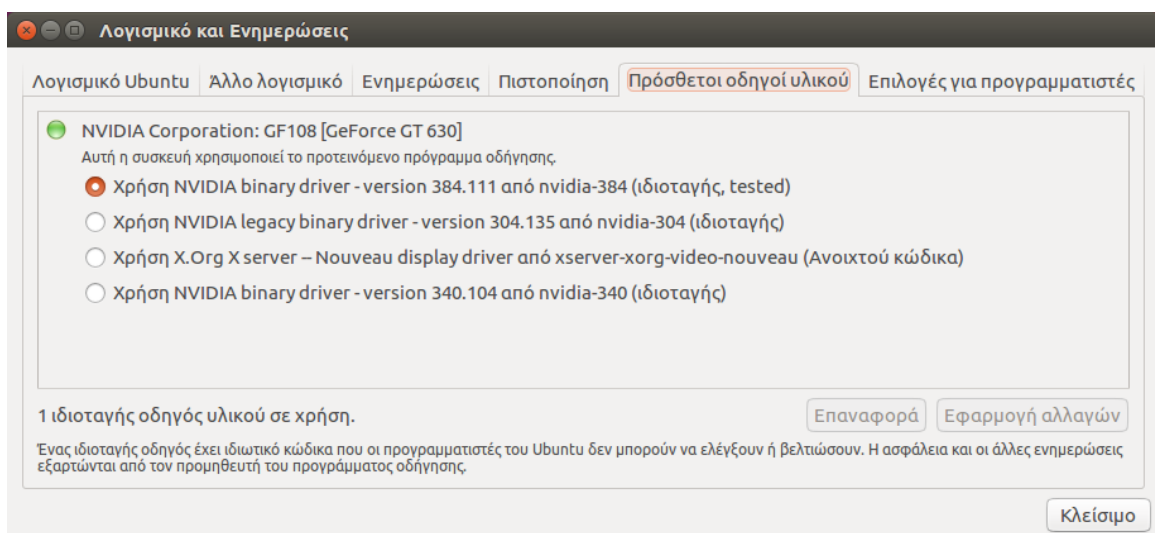 Λογισμικό και Ενημερώσεις
Λογισμικό Ubuntu Άλλο λογισμικό Ενημερώσεις Πιστοποίηση Πρόσθετοι οδηγοί υλικού Επιλογές για προγραμματιστές
NVIDIA Corporation: GF108 [GeForce GT 630]
Αυτή η συσκευή χρησιμοποιεί το προτεινόμενο πρόγραμμα οδήγησης.
Χρήση NVIDIA binary driver - version 384.111 από nvidia-384 (ιδιοταγής, tested)
Χρήση NVIDIA legacy binary driver - version 304.135 από nvidia-304 (ιδιοταγής)
Χρήση X.Org X server – Nouveau display driver από xserver-xorg-video-nouveau (Ανοιχτού κώδικα)
Χρήση NVIDIA binary driver - version 340.104 από nvidia-340 (ιδιοταγής)
1 ιδιοταγής οδηγός υλικού σε χρήση. Επαναφορά Εφαρμογή αλλαγών
Ένας ιδιοταγής οδηγός έχει ιδιωτικό κώδικα που οι προγραμματιστές του Ubuntu δεν μπορούν να ελέγξουν ή βελτιώσουν. Η ασφάλεια και οι άλλες ενημερώσεις
εξαρτώνται από τον προμηθευτή του προγράμματος οδήγησης.
Κλείσιμο